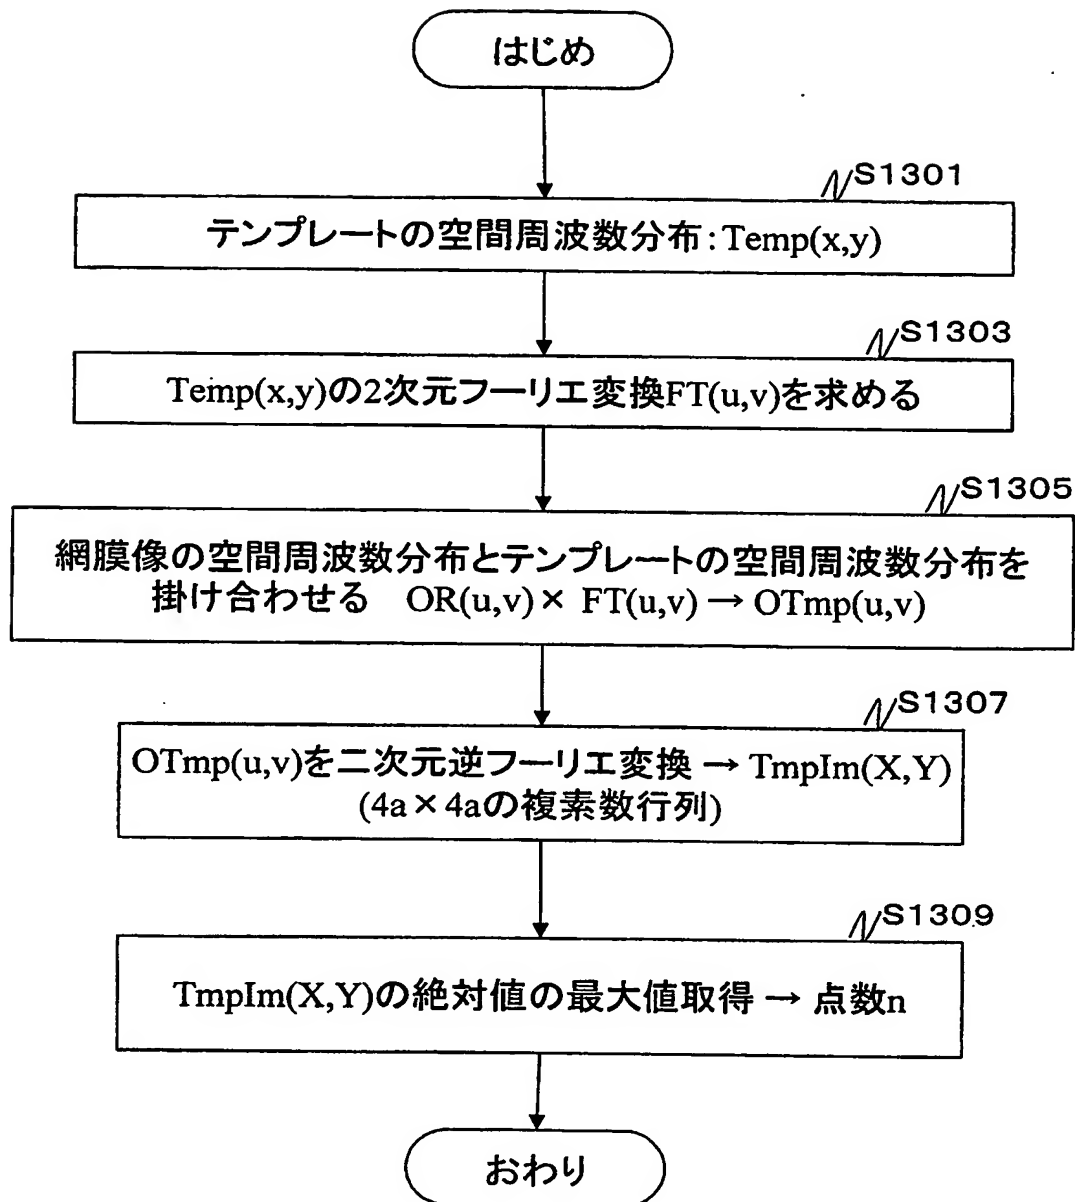 はじめ
S1301
テンプレートの空間周波数分布:Temp(x,y)
S1303
Temp(x,y)の2次元フーリエ変換FT(u,v)を求める
S1305
網膜像の空間周波数分布とテンプレートの空間周波数分布を
掛け合わせる OR(u,v)× FT(u,v) → OTmp(u,v)
S1307
OTmp(u,v)を二次元逆フーリエ変換 → TmpIm(X,Y)
(4a×4aの複素数行列)
S1309
TmpIm(X,Y)の絶対値の最大値取得 → 点数n
おわり